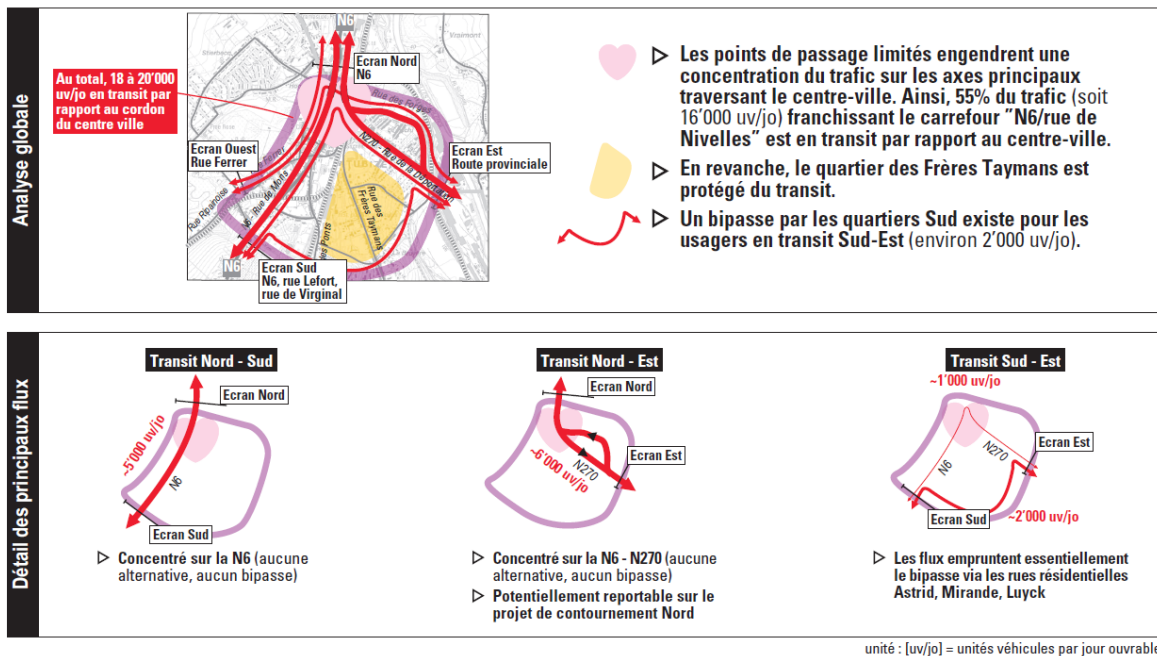 Analyse globale
N6
Ecran Nord
N6
Au total, 18 à 20'000
uv/jo en transit par
rapport au cordon
du centre ville
Rue des Forges
Ecran Ouest
Rue Ferrer
Ecran Est
Route provinciale
N6 - Rue de Mons
Rue des
Frères Taymans
N6
Ecran Sud
N6, rue Lefort,
rue de Virginal
Les points de passage limités engendrent une
concentration du trafic sur les axes principaux
traversant le centre-ville. Ainsi, 55% du trafic (soit
16'000 uv/jo) franchissant le carrefour "N6/rue de
Nivelles" est en transit par rapport au centre-ville.
En revanche, le quartier des Frères Taymans est
protégé du transit.
Un bipasse par les quartiers Sud existe pour les
usagers en transit Sud-Est (environ 2'000 uv/jo).
Détail des principaux flux
Transit Nord - Sud
Ecran Nord
~5'000 uv/jo
N6
Ecran Sud
Concentré sur la N6 (aucune
alternative, aucun bipasse)
Transit Nord - Est
Ecran Nord
Ecran Est
~6'000 uv/jo
N270
Concentré sur la N6 - N270 (aucune
alternative, aucun bipasse)
Potentiellement reportable sur le
projet de contournement Nord
Transit Sud - Est
~1'000 uv/jo
N6
N270
Ecran Est
Ecran Sud
~2'000 uv/jo
Les flux empruntent essentiellement
le bipasse via les rues résidentielles
Astrid, Mirande, Luyck
unité : [uv/jo] = unités véhicules par jour ouvrable